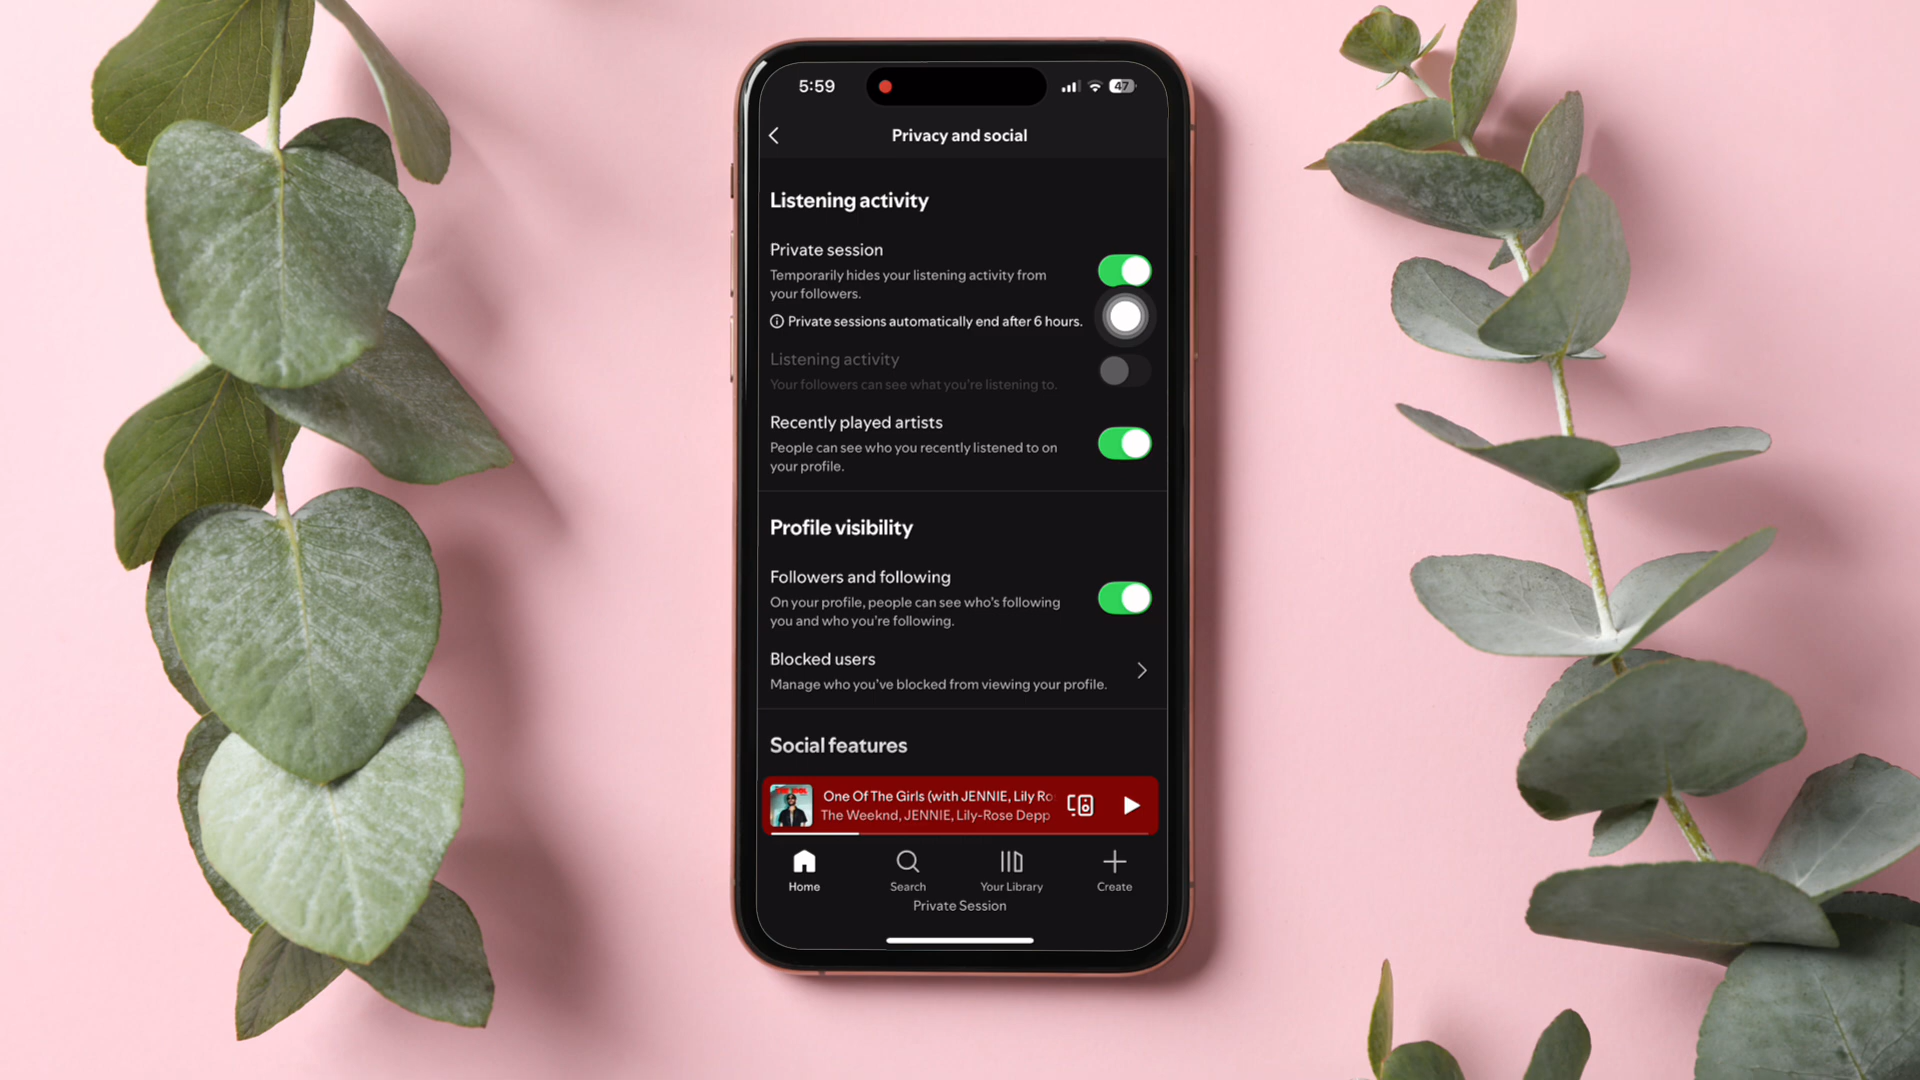 5:59
47
Privacy and social
Listening activity
Private session
Temporarily hides your listening activity from
your followers.
Private sessions automatically end after 6 hours.
Listening activity
Your followers can see what you're listening to.
Recently played artists
People can see who you recently listened to on
your profile.
Profile visibility
Followers and following
On your profile, people can see who's following
you and who you're following.
Blocked users
Manage who you've blocked from viewing your profile.
Social features
One Of The Girls (with JENNIE, Lily Ro
The Weeknd, JENNIE, Lily-Rose Depp
Home
Search
Your Library
Create
Private Session